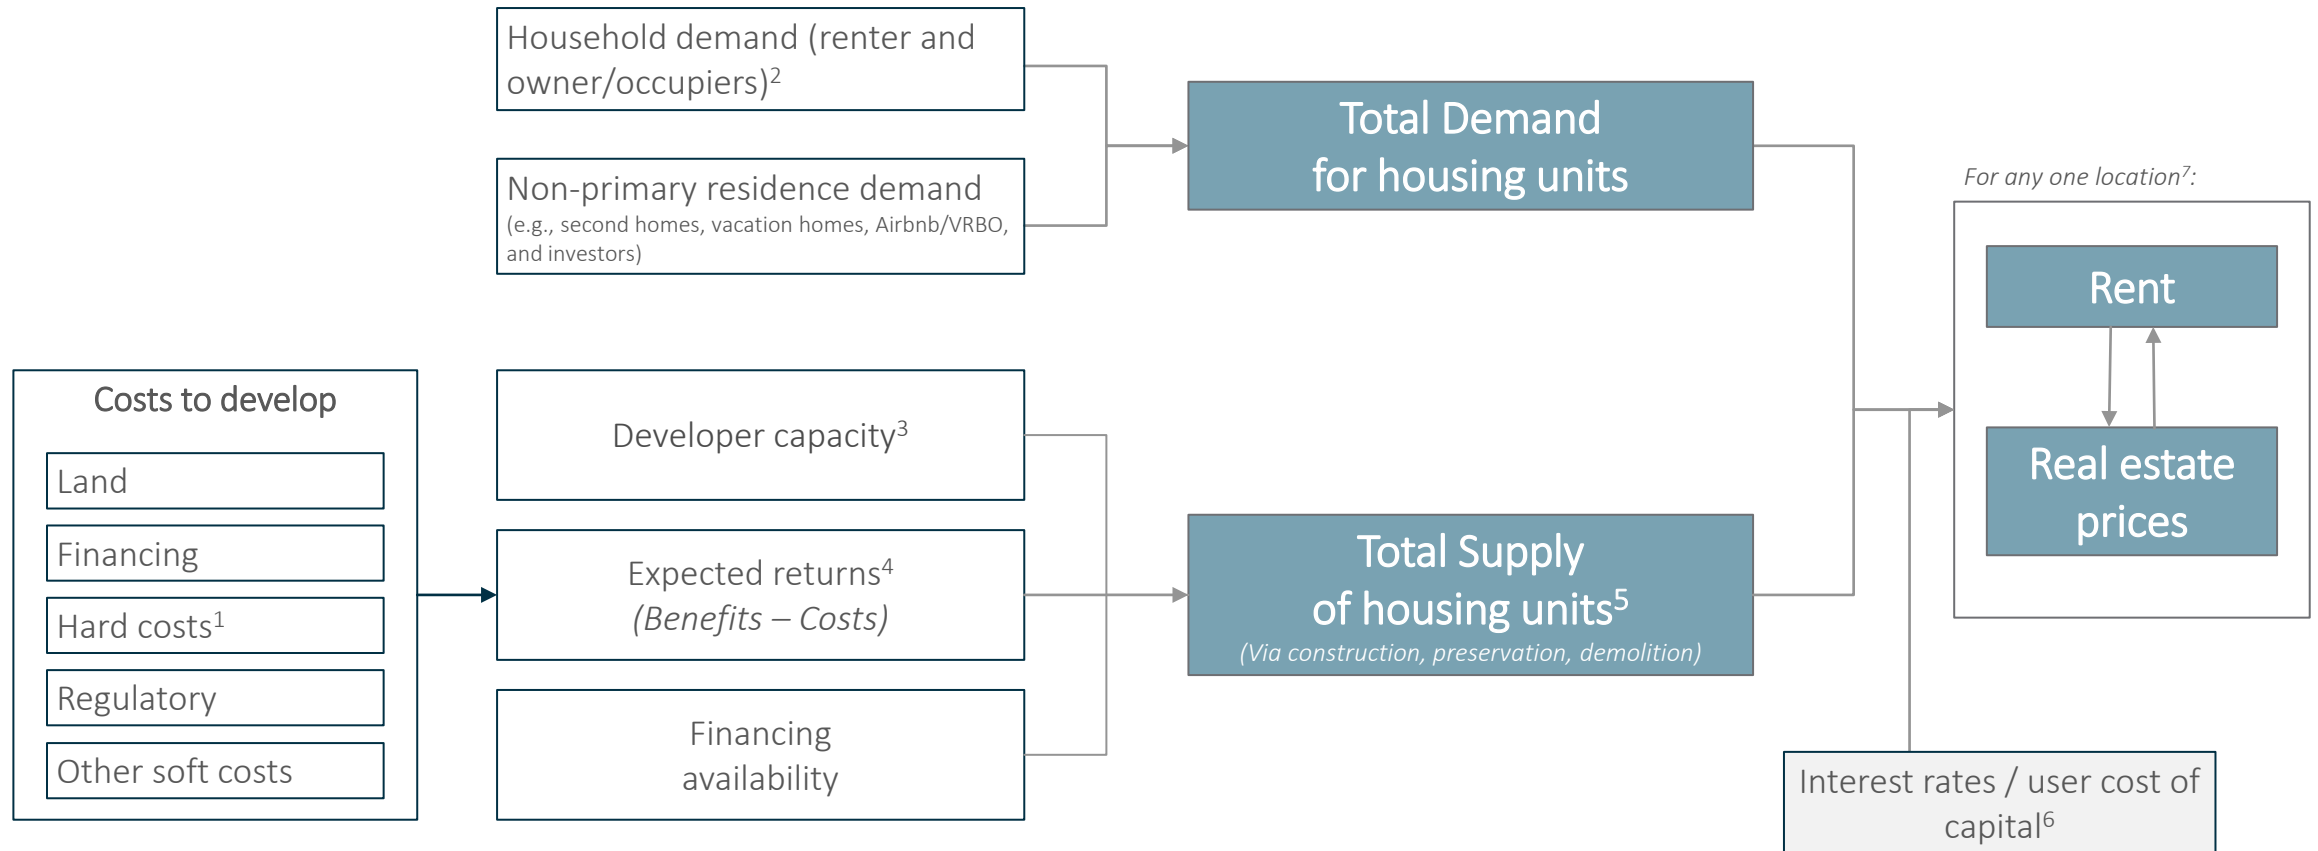 Household demand (renter and
owner/occupiers)²
Non-primary residence demand
(e.g., second homes, vacation homes, Airbnb/VRBO,
and investors)
Total Demand
for housing units
For any one location⁷:
Rent
Real estate
prices
Costs to develop
Land
Financing
Hard costs¹
Regulatory
Other soft costs
Developer capacity³
Expected returns⁴
(Benefits – Costs)
Financing
availability
Total Supply
of housing units⁵
(Via construction, preservation, demolition)
Interest rates / user cost of
capital⁶